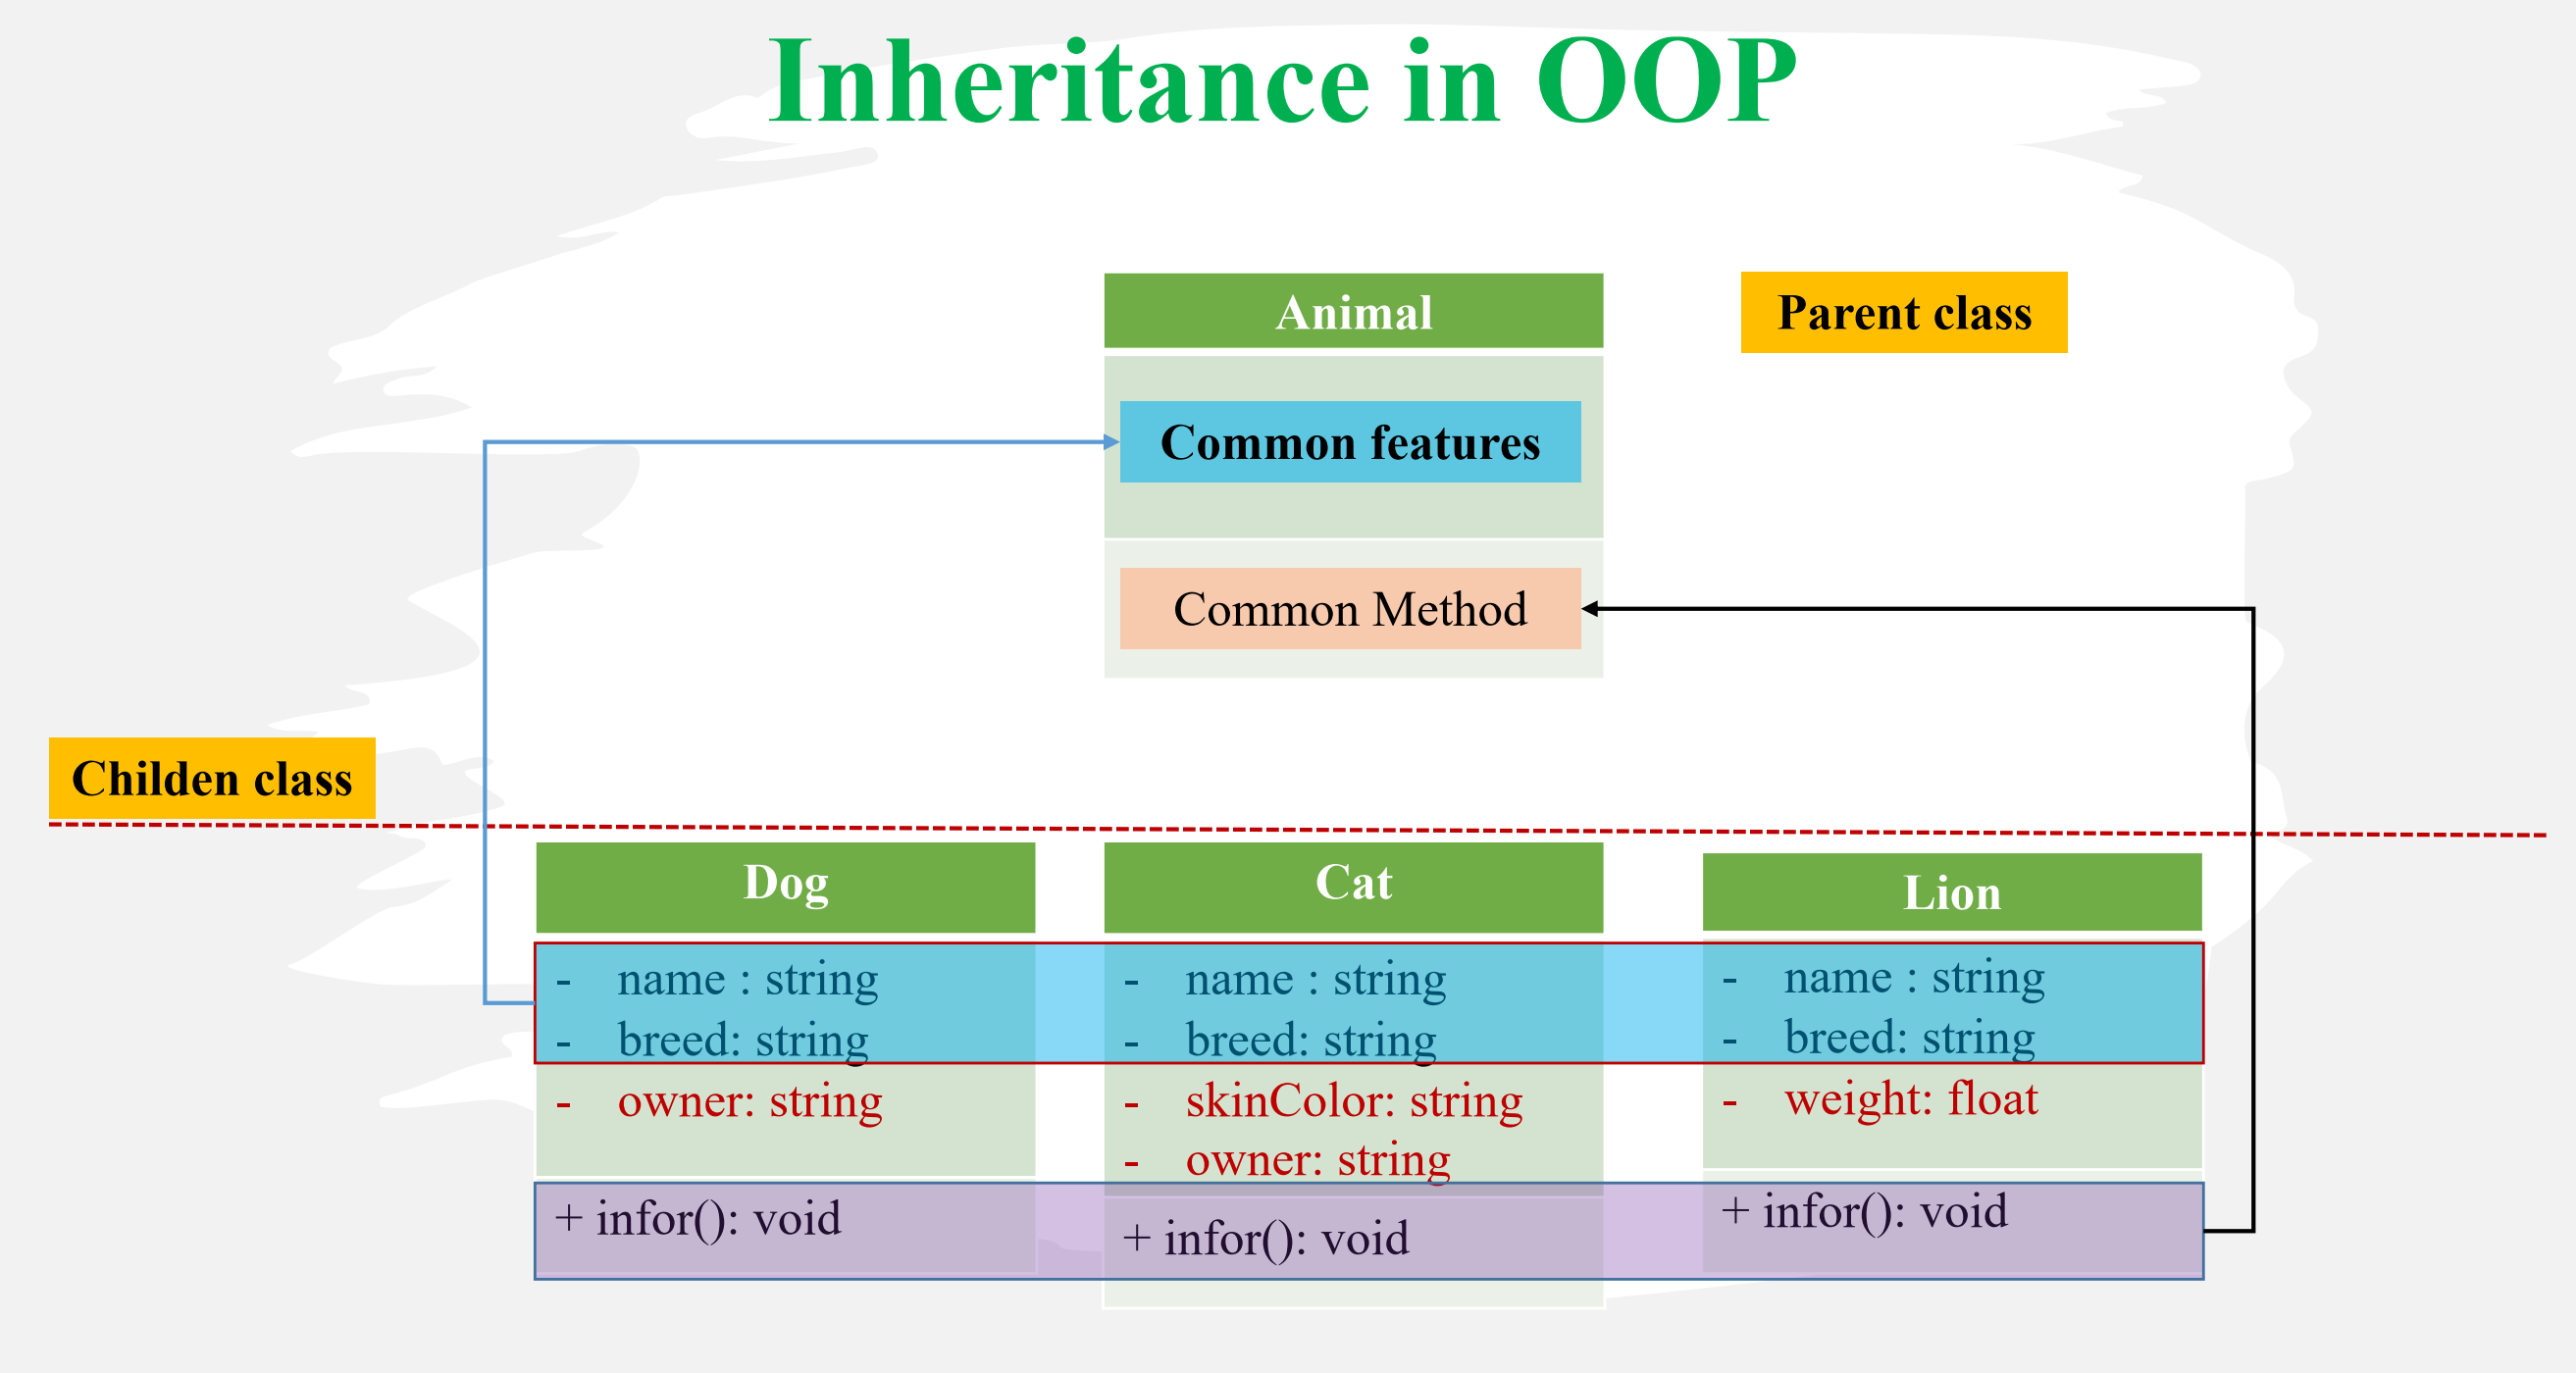 Inheritance in OOP
Animal
Parent class
Common features
Common Method
Childen class
Dog
- name : string
- breed: string
- owner: string
+ infor(): void
Cat
- name : string
- breed: string
- skinColor: string
- owner: string
+ infor(): void
Lion
- name : string
- breed: string
- weight: float
+ infor(): void